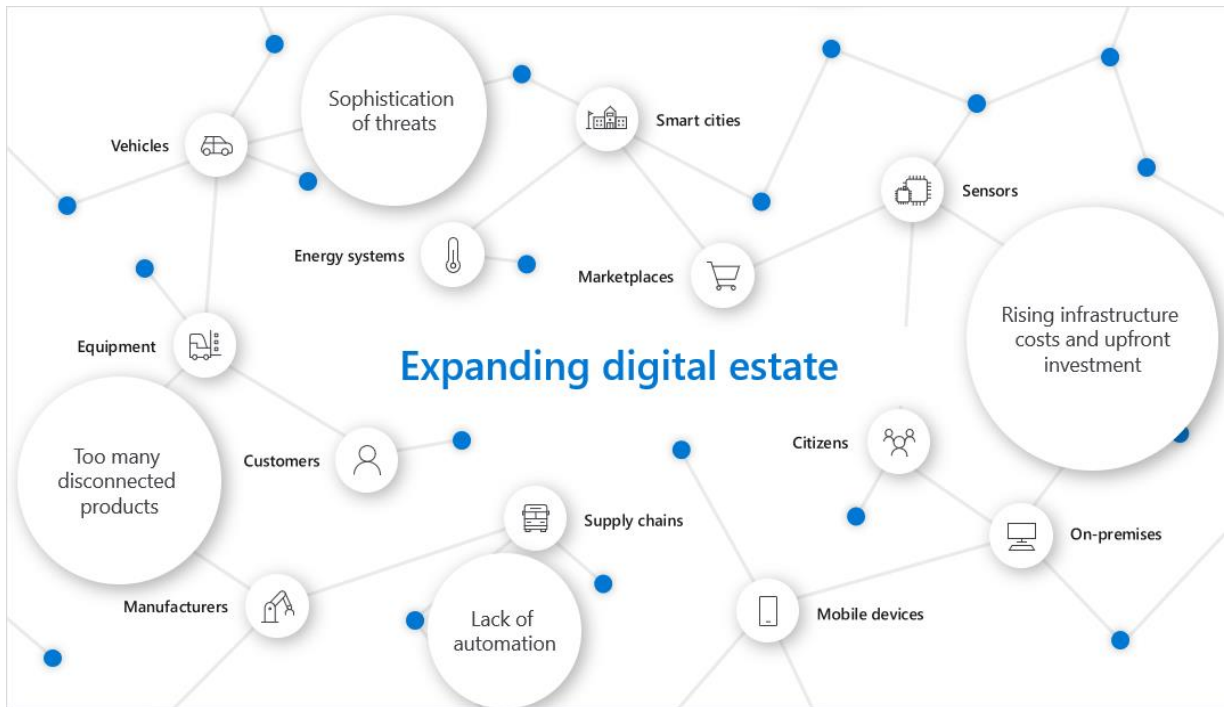 Sophistication
of threats
Vehicles
Smart cities
Sensors
Energy systems
Marketplaces
Rising infrastructure
costs and upfront
investment
Equipment
Expanding digital estate
Too many
disconnected
products
Customers
Citizens
Supply chains
On-premises
Manufacturers
Lack of
automation
Mobile devices